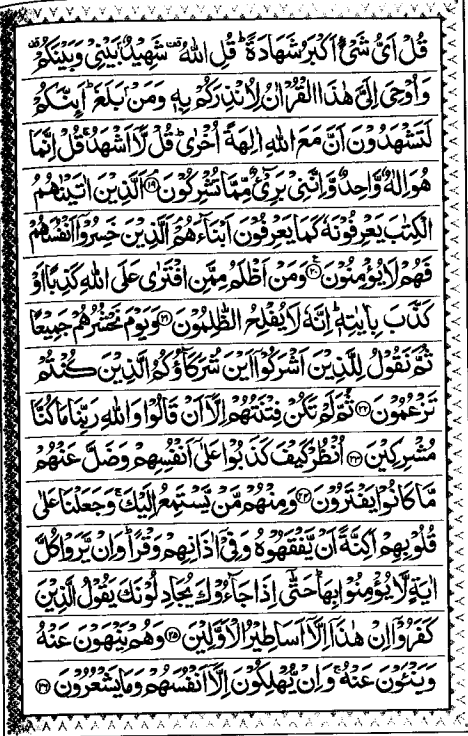 قُلْ اَیُّ شَیْءٍ اَكْبَرُ شَهَادَةً ؕ قُلِ اللّٰهُ ۙ۫ شَهِیْدٌۢ بَیْنِیْ وَ بَیْنَكُمْ ۫
وَ اُوْحِیَ اِلَیَّ هٰذَا الْقُرْاٰنُ لِاُنْذِرَكُمْ بِهٖ وَ مَنْۢ بَلَغَ ؕ اَىِٕنَّكُمْ
لَتَشْهَدُوْنَ اَنَّ مَعَ اللّٰهِ اٰلِهَةً اُخْرٰی ؕ قُلْ لَّاۤ اَشْهَدُ ۚ قُلْ اِنَّمَا
هُوَ اِلٰهٌ وَّاحِدٌ وَّ اِنَّنِیْ بَرِیْٓءٌ مِّمَّا تُشْرِكُوْنَ ۘ﴿۱۹﴾ اَلَّذِیْنَ اٰتَیْنٰهُمُ
الْكِتٰبَ یَعْرِفُوْنَهٗ كَمَا یَعْرِفُوْنَ اَبْنَآءَهُمْ ۘ اَلَّذِیْنَ خَسِرُوْۤا اَنْفُسَهُمْ
فَهُمْ لَا یُؤْمِنُوْنَ ﴿۲۰﴾ وَ مَنْ اَظْلَمُ مِمَّنِ افْتَرٰی عَلَی اللّٰهِ كَذِبًا اَوْ
كَذَّبَ بِاٰیٰتِهٖ ؕ اِنَّهٗ لَا یُفْلِحُ الظّٰلِمُوْنَ ﴿۲۱﴾ وَ یَوْمَ نَحْشُرُهُمْ جَمِیْعًا
ثُمَّ نَقُوْلُ لِلَّذِیْنَ اَشْرَكُوْۤا اَیْنَ شُرَكَآؤُكُمُ الَّذِیْنَ كُنْتُمْ
تَزْعُمُوْنَ ﴿۲۲﴾ ثُمَّ لَمْ تَكُنْ فِتْنَتُهُمْ اِلَّاۤ اَنْ قَالُوْا وَ اللّٰهِ رَبِّنَا مَا كُنَّا
مُشْرِكِیْنَ ﴿۲۳﴾ اُنْظُرْ كَیْفَ كَذَبُوْا عَلٰۤی اَنْفُسِهِمْ وَ ضَلَّ عَنْهُمْ
مَّا كَانُوْا یَفْتَرُوْنَ ﴿۲۴﴾ وَ مِنْهُمْ مَّنْ یَّسْتَمِعُ اِلَیْكَ ۚ وَ جَعَلْنَا عَلٰی
قُلُوْبِهِمْ اَكِنَّةً اَنْ یَّفْقَهُوْهُ وَ فِیْۤ اٰذَانِهِمْ وَقْرًا ؕ وَ اِنْ یَّرَوْا كُلَّ
اٰیَةٍ لَّا یُؤْمِنُوْا بِهَا ؕ حَتّٰۤی اِذَا جَآءُوْكَ یُجَادِلُوْنَكَ یَقُوْلُ الَّذِیْنَ
كَفَرُوْۤا اِنْ هٰذَاۤ اِلَّاۤ اَسَاطِیْرُ الْاَوَّلِیْنَ ﴿۲۵﴾ وَ هُمْ یَنْهَوْنَ عَنْهُ
وَ یَنْـَٔوْنَ عَنْهُ ۚ وَ اِنْ یُّهْلِكُوْنَ اِلَّاۤ اَنْفُسَهُمْ وَ مَا یَشْعُرُوْنَ ﴿۲۶﴾